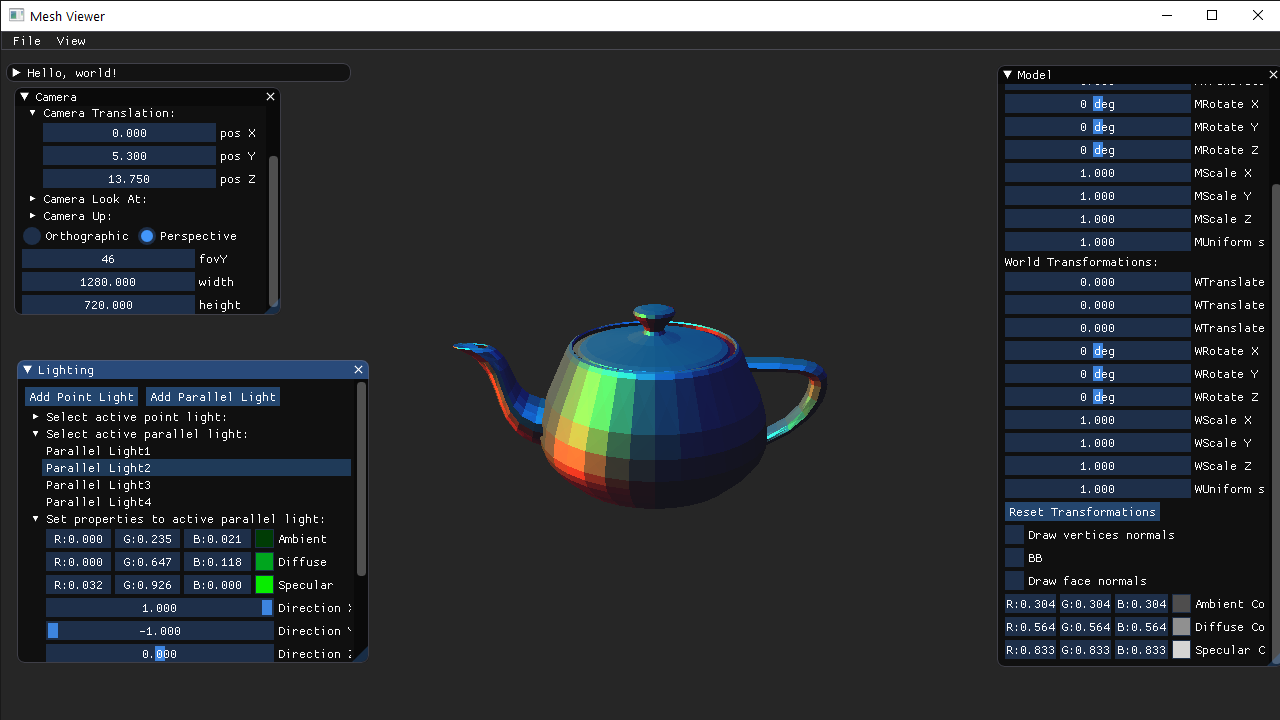 Mesh Viewer
File View
Hello, world!
Camera
Camera Translation:
0.000 pos X
5.300 pos Y
13.750 pos Z
Camera Look At:
Camera Up:
Orthographic Perspective
46 fovY
1280.000 width
720.000 height
Lighting
Add Point Light Add Parallel Light
Select active point light:
Select active parallel light:
Parallel Light1
Parallel Light2
Parallel Light3
Parallel Light4
Set properties to active parallel light:
R:0.000 G:0.235 B:0.021 Ambient
R:0.000 G:0.647 B:0.118 Diffuse
R:0.032 G:0.926 B:0.000 Specular
1.000 Direction
-1.000 Direction
0.000 Direction
Model
0 deg MRotate X
0 deg MRotate Y
0 deg MRotate Z
1.000 MScale X
1.000 MScale Y
1.000 MScale Z
1.000 MUniform s
World Transformations:
0.000 WTranslate
0.000 WTranslate
0.000 WTranslate
0 deg WRotate X
0 deg WRotate Y
0 deg WRotate Z
1.000 WScale X
1.000 WScale Y
1.000 WScale Z
1.000 WUniform s
Reset Transformations
Draw vertices normals
BB
Draw face normals
R:0.304 G:0.304 B:0.304 Ambient Co
R:0.564 G:0.564 B:0.564 Diffuse Co
R:0.833 G:0.833 B:0.833 Specular C